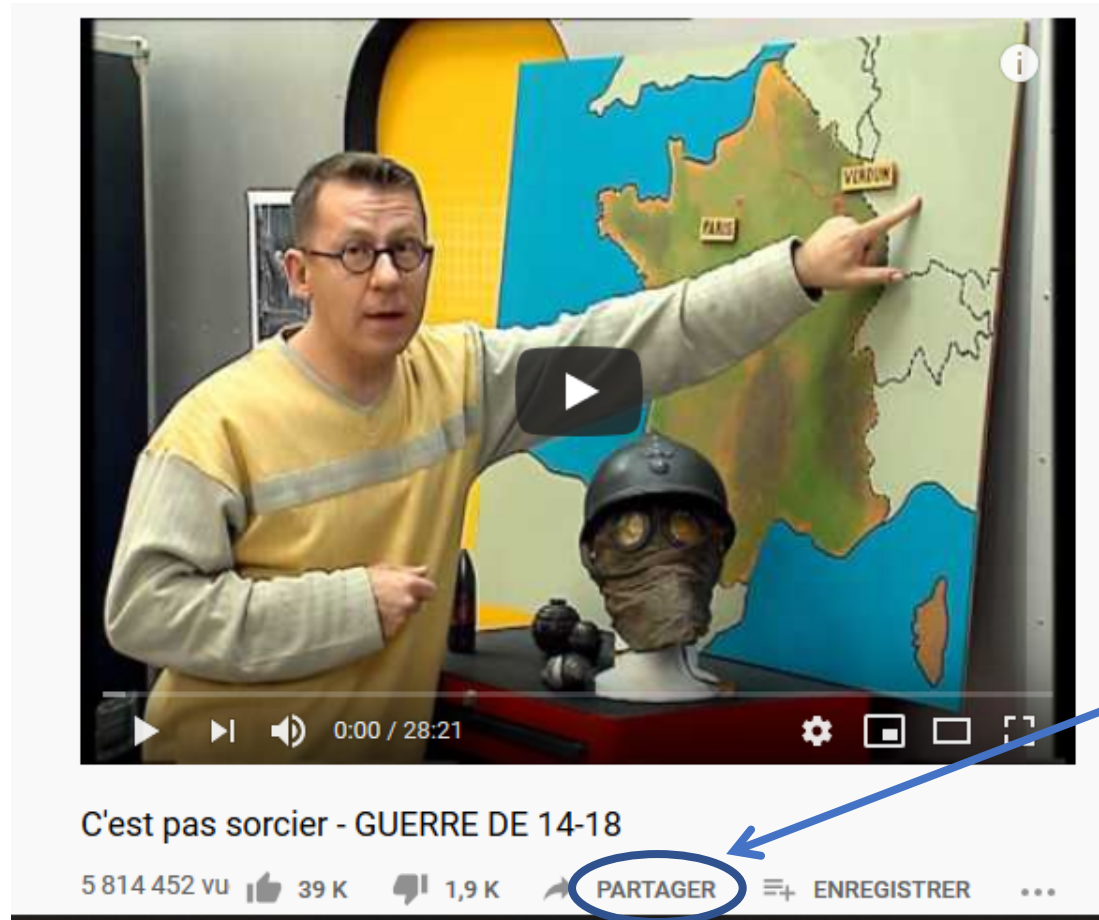 VERDUN
PARIS
0:00 / 28:21
C'est pas sorcier - GUERRE DE 14-18
5 814 452 vu 39 K 1,9 K PARTAGER ENREGISTRER